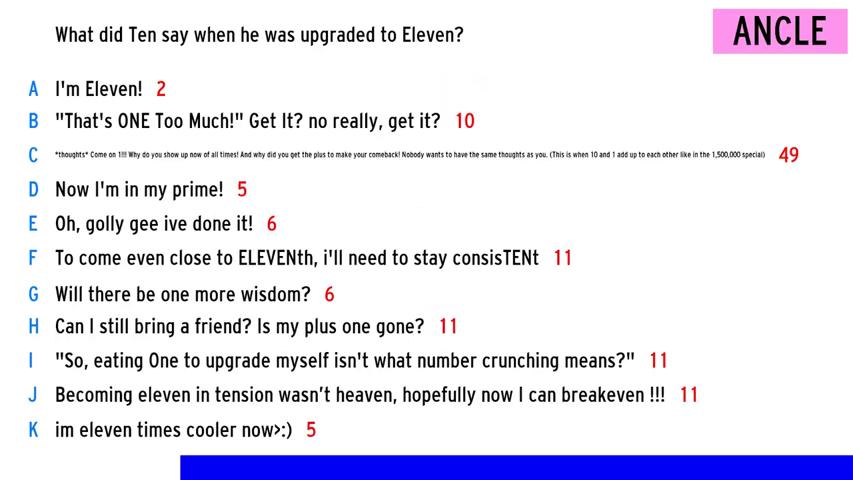 What did Ten say when he was upgraded to Eleven?
ANCLE
A I'm Eleven! 2
B "That's ONE Too Much!" Get It? no really, get it? 10
C *thoughts* Come on 1!!! Why do you show up now of all times! And why did you get the plus to make your comeback! Nobody wants to have the same thoughts as you. (This is when 10 and 1 add up to each other like in the 1,500,000 special) 49
D Now I'm in my prime! 5
E Oh, golly gee ive done it! 6
F To come even close to ELEVENth, i'll need to stay consisTENt 11
G Will there be one more wisdom? 6
H Can I still bring a friend? Is my plus one gone? 11
I "So, eating One to upgrade myself isn't what number crunching means?" 11
J Becoming eleven in tension wasn’t heaven, hopefully now I can breakeven !!! 11
K im eleven times cooler now>:) 5